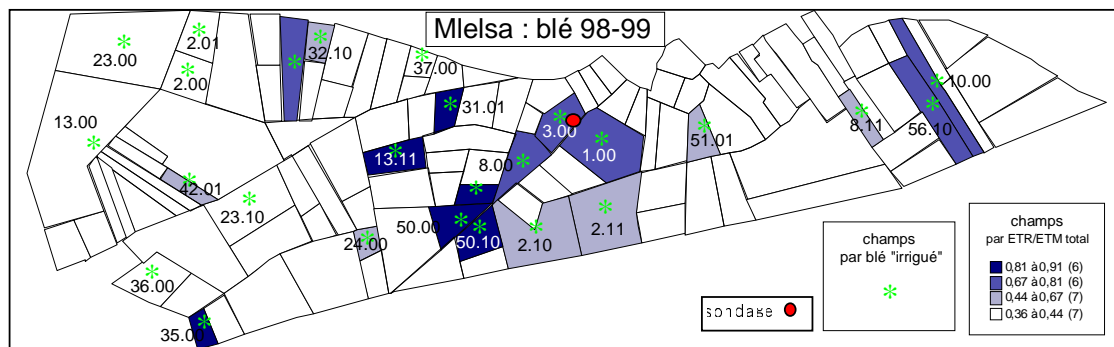 Mlelsa : blé 98-99
2.01
23.00
32.10
37.00
2.00
10.00
31.01
13.00
3.00
56.10
8.11
1.00
51.01
13.11
8.00
42.01
23.10
50.00
50.10
24.00
2.10
2.11
36.00
35.00
sondage
champs
par blé "irrigué"
champs
par ETR/ETM total
0,81 à 0,91 (6)
0,67 à 0,81 (6)
0,44 à 0,67 (7)
0,36 à 0,44 (7)